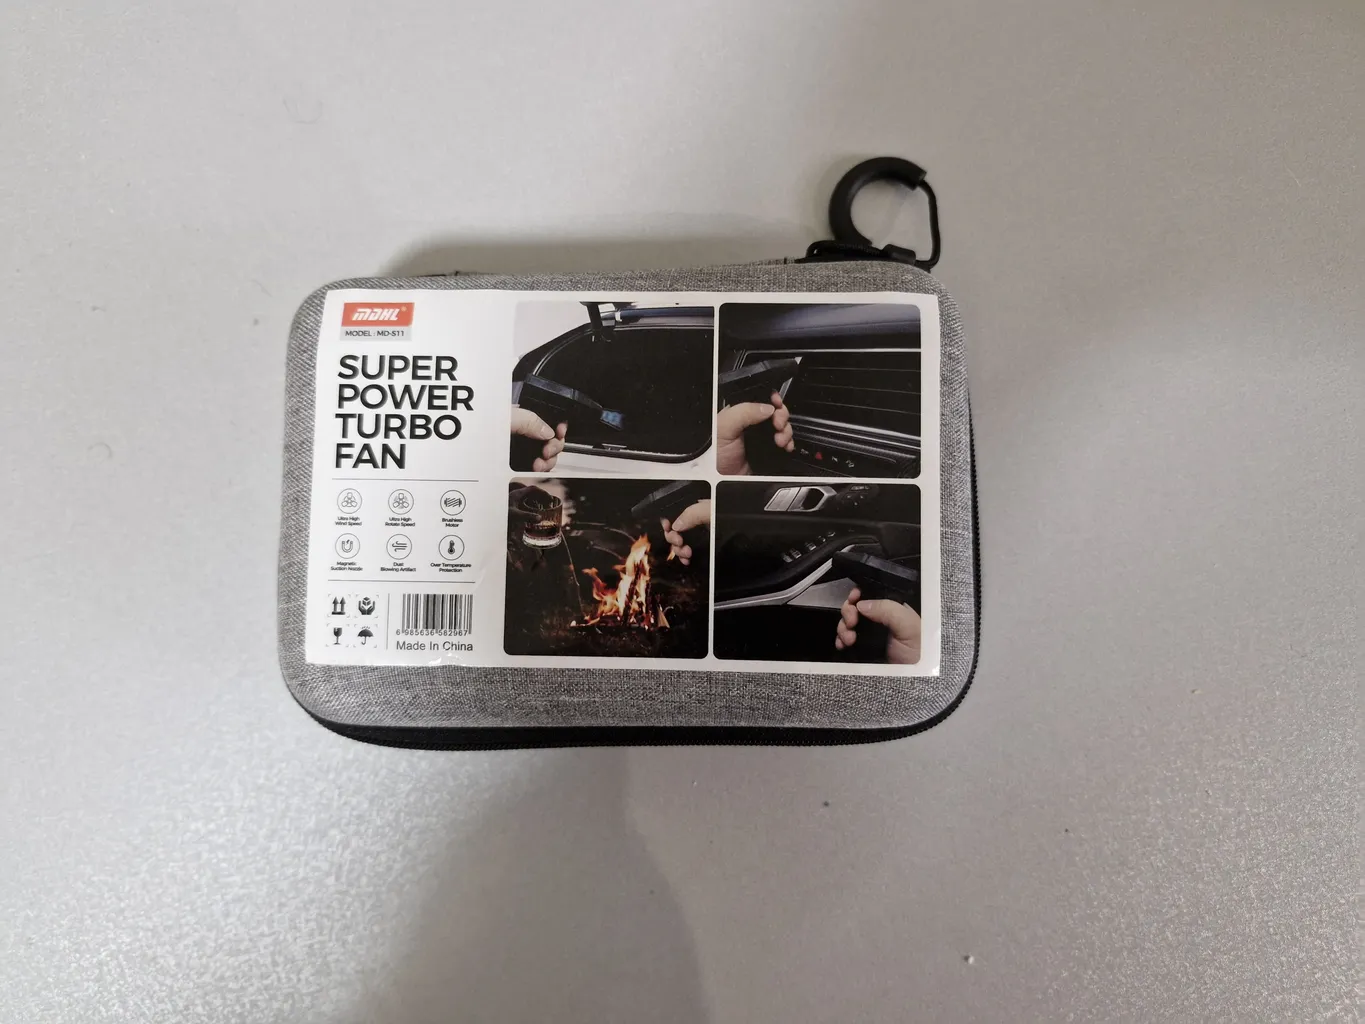 MDHL®
MODEL : MD-S11
SUPER
POWER
TURBO
FAN
Ultra High
Wind Speed
Ultra High
Rotate Speed
Brushless
Motor
Magnetic
Suction Nozzle
Dust
Blowing Artifact
Over Temperature
Protection
6 985636 582967
Made In China